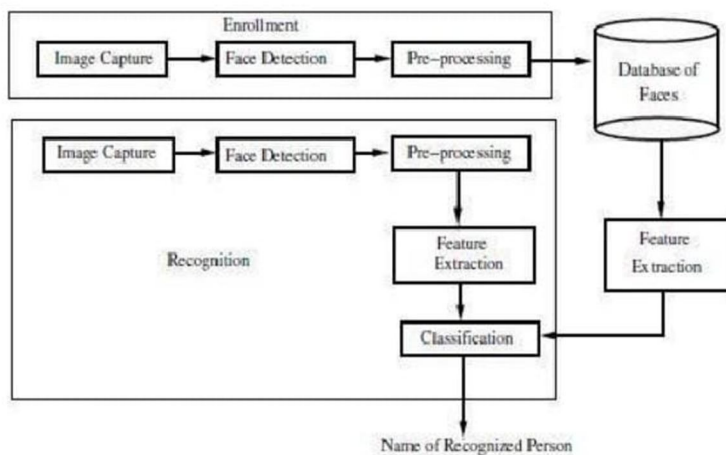 Enrollment
Image Capture
Face Detection
Pre-processing
Database of
Faces
Image Capture
Face Detection
Pre-processing
Recognition
Feature
Extraction
Feature
Extraction
Classification
Name of Recognized Person